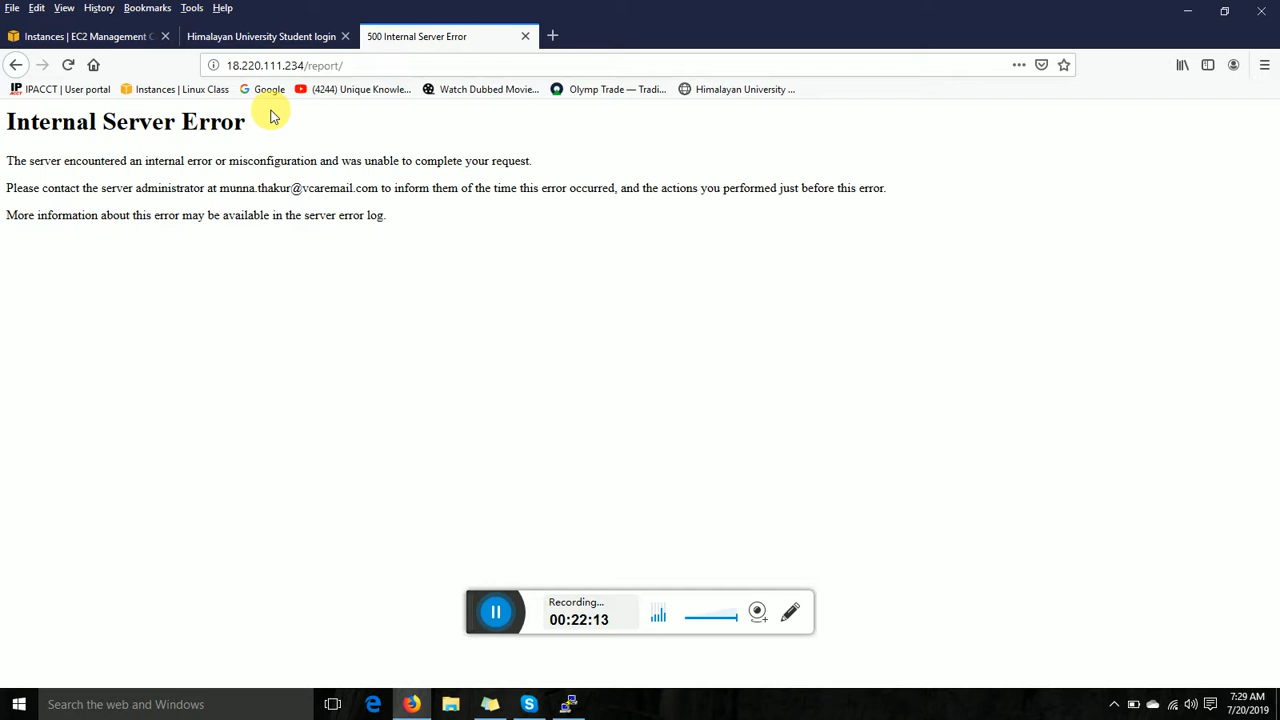 File Edit View History Bookmarks Tools Help
Instances | EC2 Management C
Himalayan University Student login
500 Internal Server Error
18.220.111.234/report/
IPACCT | User portal
Instances | Linux Class
Google
(4244) Unique Knowle...
Watch Dubbed Movie...
Olymp Trade — Tradi...
Himalayan University ...
Internal Server Error
The server encountered an internal error or misconfiguration and was unable to complete your request.
Please contact the server administrator at munna.thakur@vcaremail.com to inform them of the time this error occurred, and the actions you performed just before this error.
More information about this error may be available in the server error log.
Recording...
00:22:13
Search the web and Windows
7:29 AM
7/20/2019